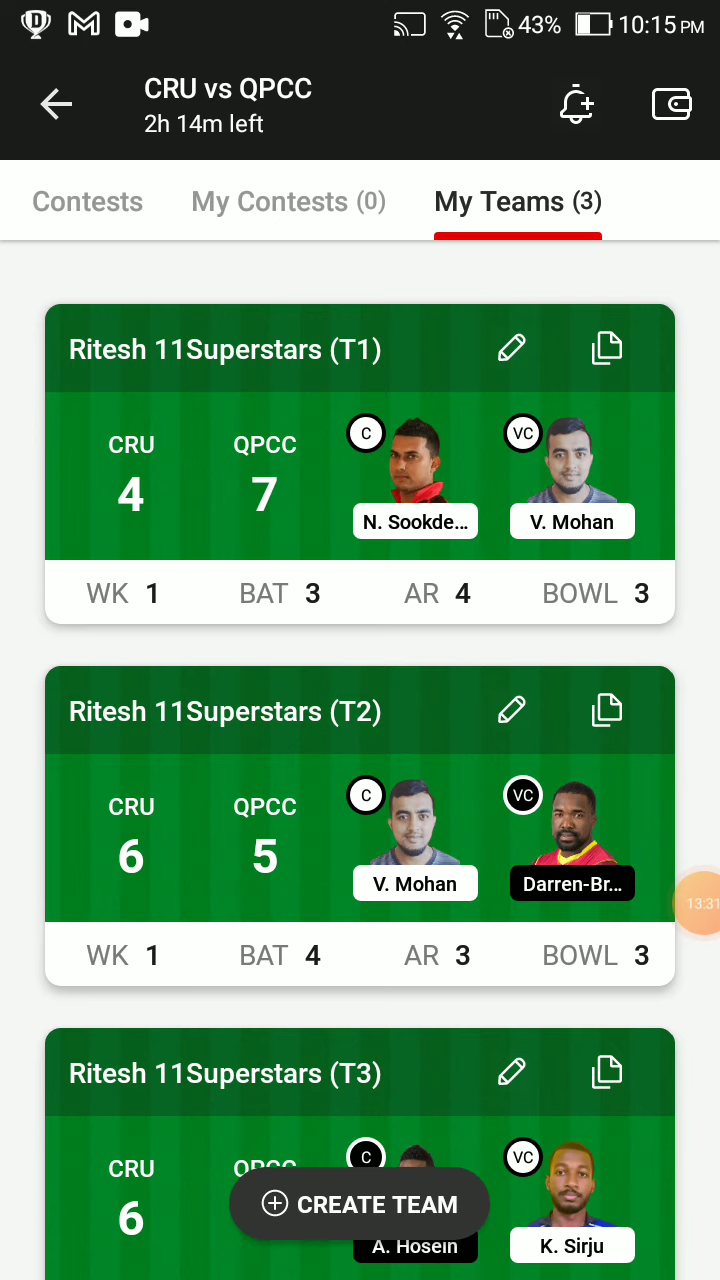 43% 10:15 PM
CRU vs QPCC
2h 14m left
Contests My Contests (0) My Teams (3)
Ritesh 11Superstars (T1)
CRU QPCC C VC
4 7
N. Sookde... V. Mohan
WK 1 BAT 3 AR 4 BOWL 3
Ritesh 11Superstars (T2)
CRU QPCC C VC
6 5
V. Mohan Darren-Br...
WK 1 BAT 4 AR 3 BOWL 3
13:31
Ritesh 11Superstars (T3)
CRU QPCC C VC
6
CREATE TEAM
A. Hosein K. Sirju